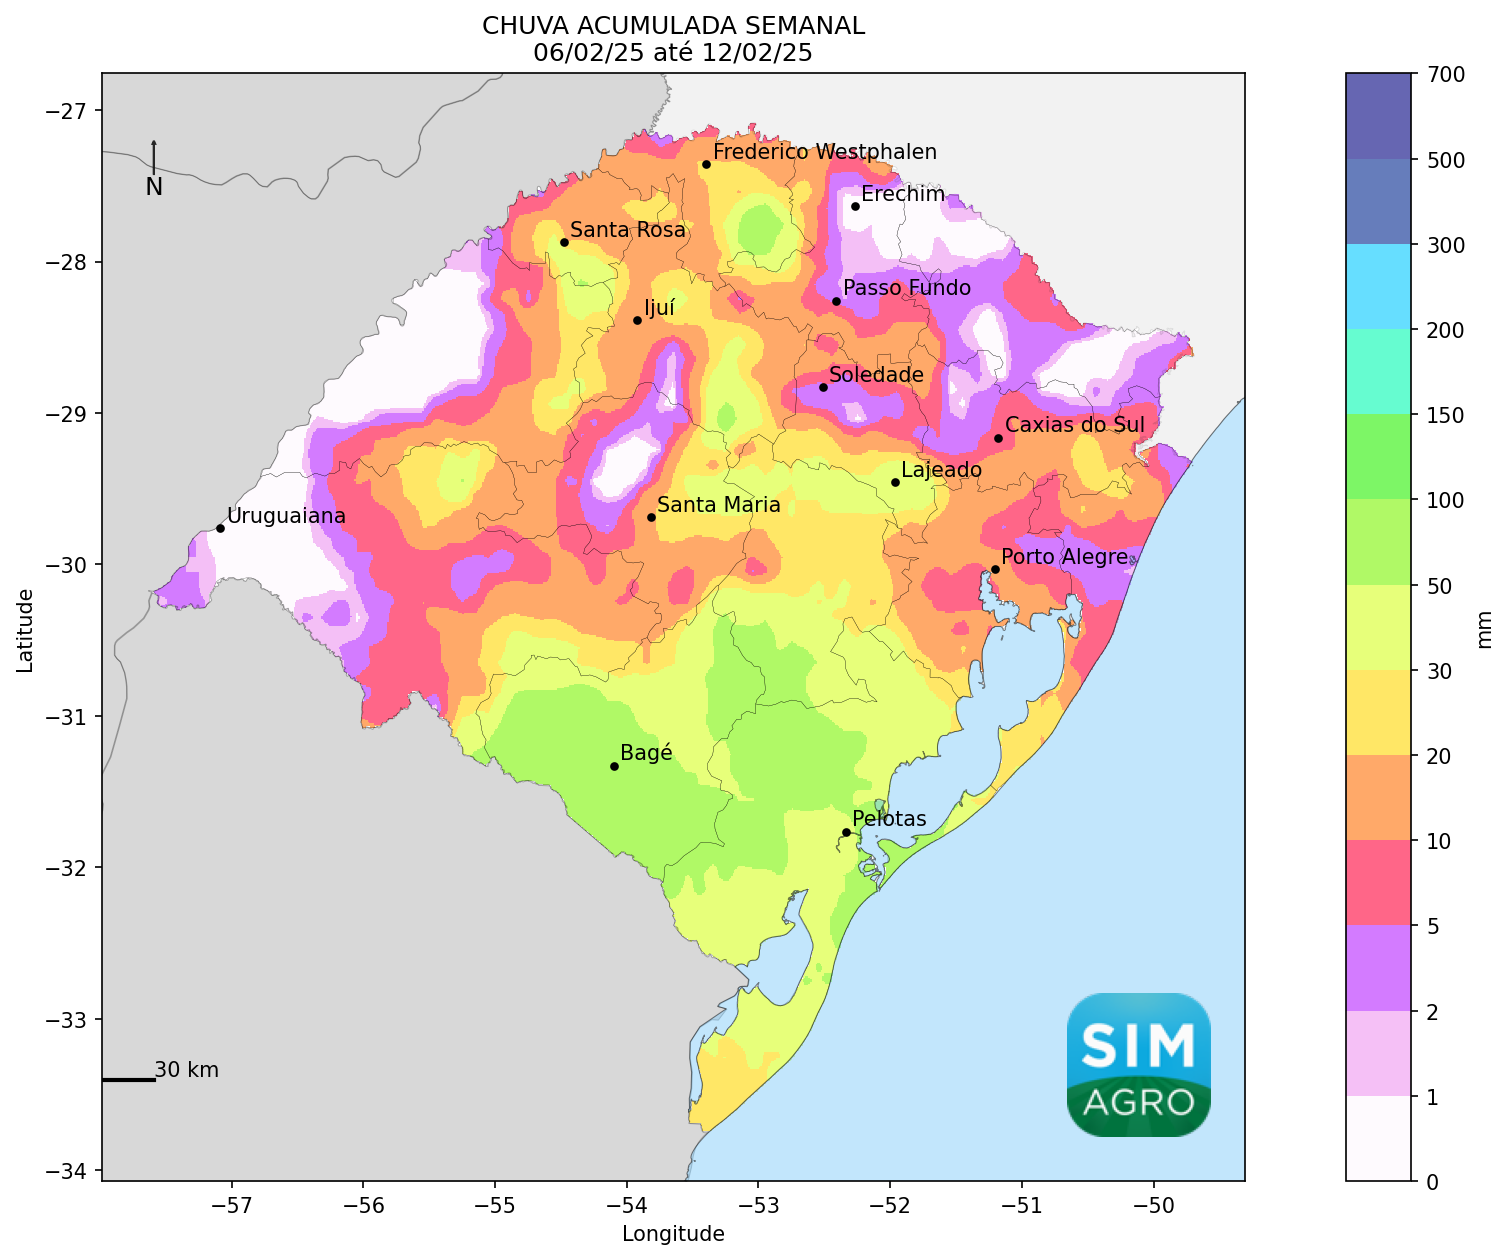 CHUVA ACUMULADA SEMANAL
06/02/25 até 12/02/25
−27
−28
−29
−30
−31
−32
−33
−34
Latitude
N
Frederico Westphalen
Erechim
Santa Rosa
Passo Fundo
Ijuí
Soledade
Caxias do Sul
Lajeado
Santa Maria
Uruguaiana
Porto Alegre
Bagé
Pelotas
30 km
SIM
AGRO
−57
−56
−55
−54
−53
−52
−51
−50
Longitude
700
500
300
200
150
100
50
30
20
10
5
2
1
0
mm